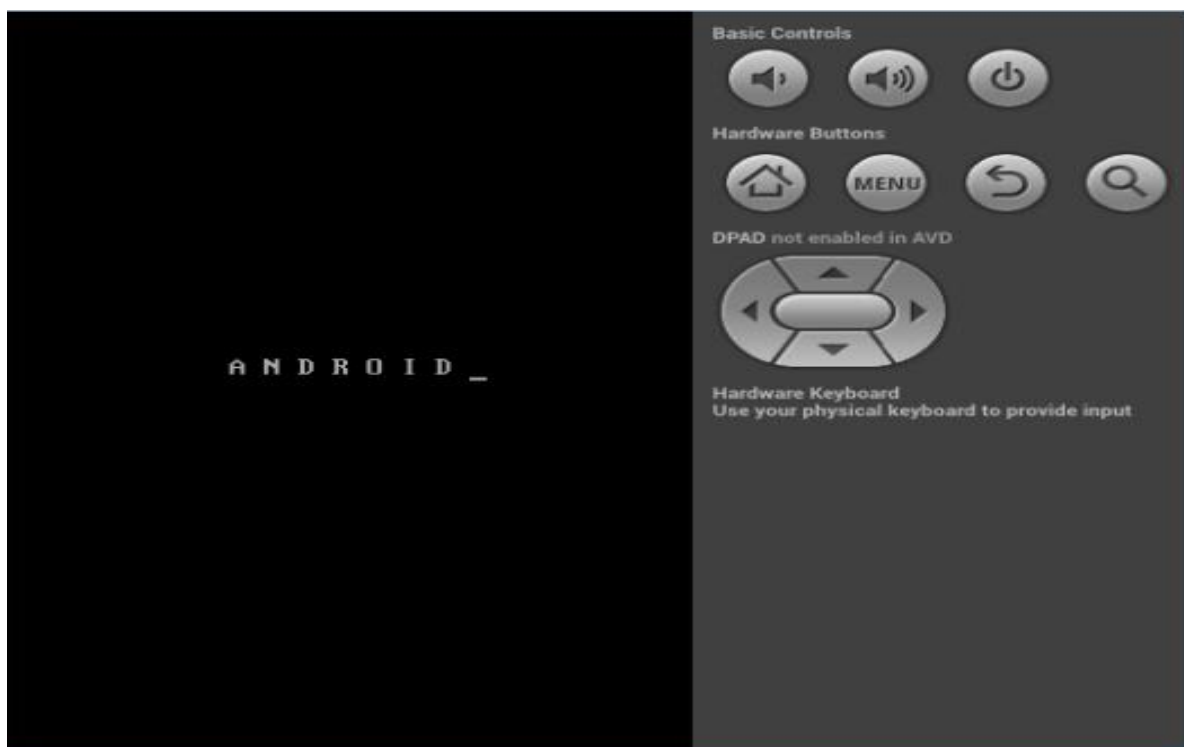 A N D R O I D _
Basic Controls
Hardware Buttons
MENU
DPAD not enabled in AVD
Hardware Keyboard
Use your physical keyboard to provide input